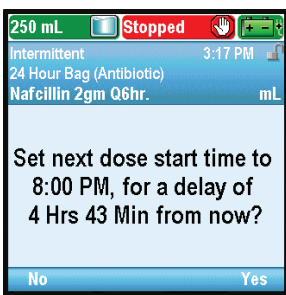 250 mL Stopped
Intermittent 3:17 PM
24 Hour Bag (Antibiotic)
Nafcillin 2gm Q6hr. mL
Set next dose start time to
8:00 PM, for a delay of
4 Hrs 43 Min from now?
No Yes